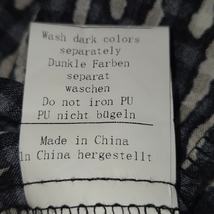 Wash dark colors
separately
Dunkle Farben
separat
waschen
Do not iron PU
PU nicht bügeln
Made in China
In China hergestellt